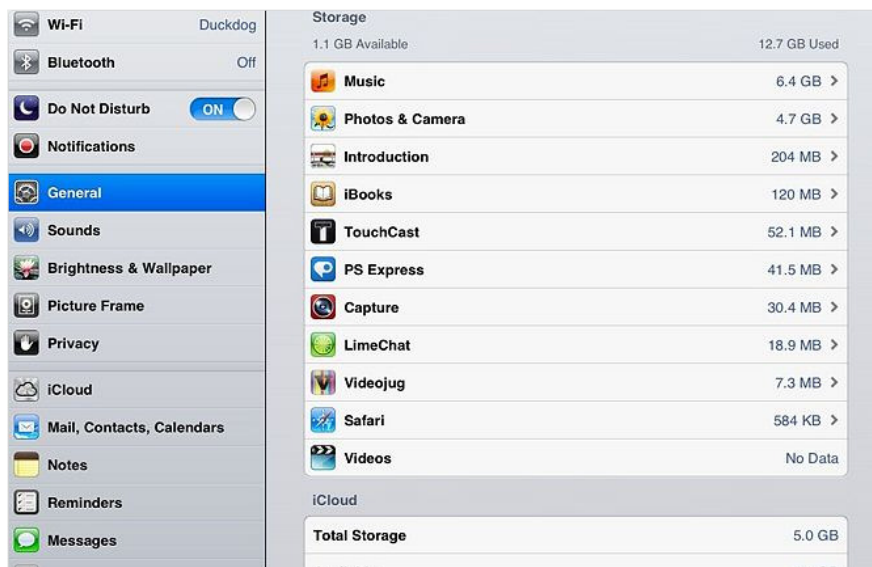 Wi-Fi Duckdog
Bluetooth Off
Do Not Disturb ON
Notifications
General
Sounds
Brightness & Wallpaper
Picture Frame
Privacy
iCloud
Mail, Contacts, Calendars
Notes
Reminders
Messages
Storage
1.1 GB Available 12.7 GB Used
Music 6.4 GB
Photos & Camera 4.7 GB
Introduction 204 MB
iBooks 120 MB
TouchCast 52.1 MB
PS Express 41.5 MB
Capture 30.4 MB
LimeChat 18.9 MB
Videojug 7.3 MB
Safari 584 KB
Videos No Data
iCloud
Total Storage 5.0 GB